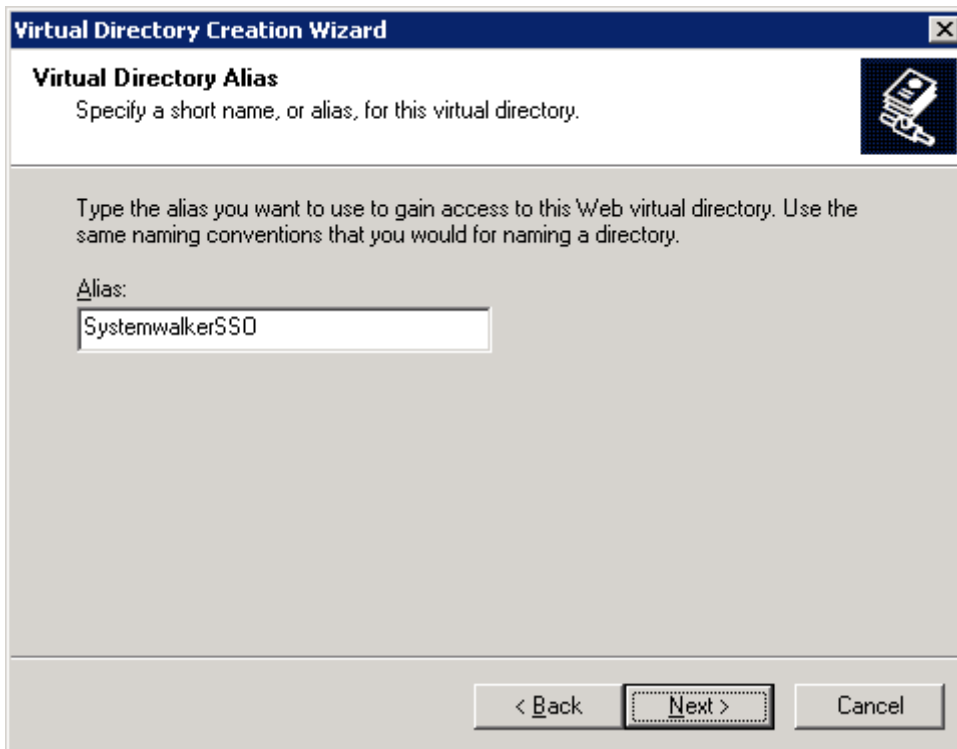 Virtual Directory Creation Wizard
Virtual Directory Alias
Specify a short name, or alias, for this virtual directory.
Type the alias you want to use to gain access to this Web virtual directory. Use the
same naming conventions that you would for naming a directory.
Alias:
SystemwalkerSSO
< Back Next > Cancel